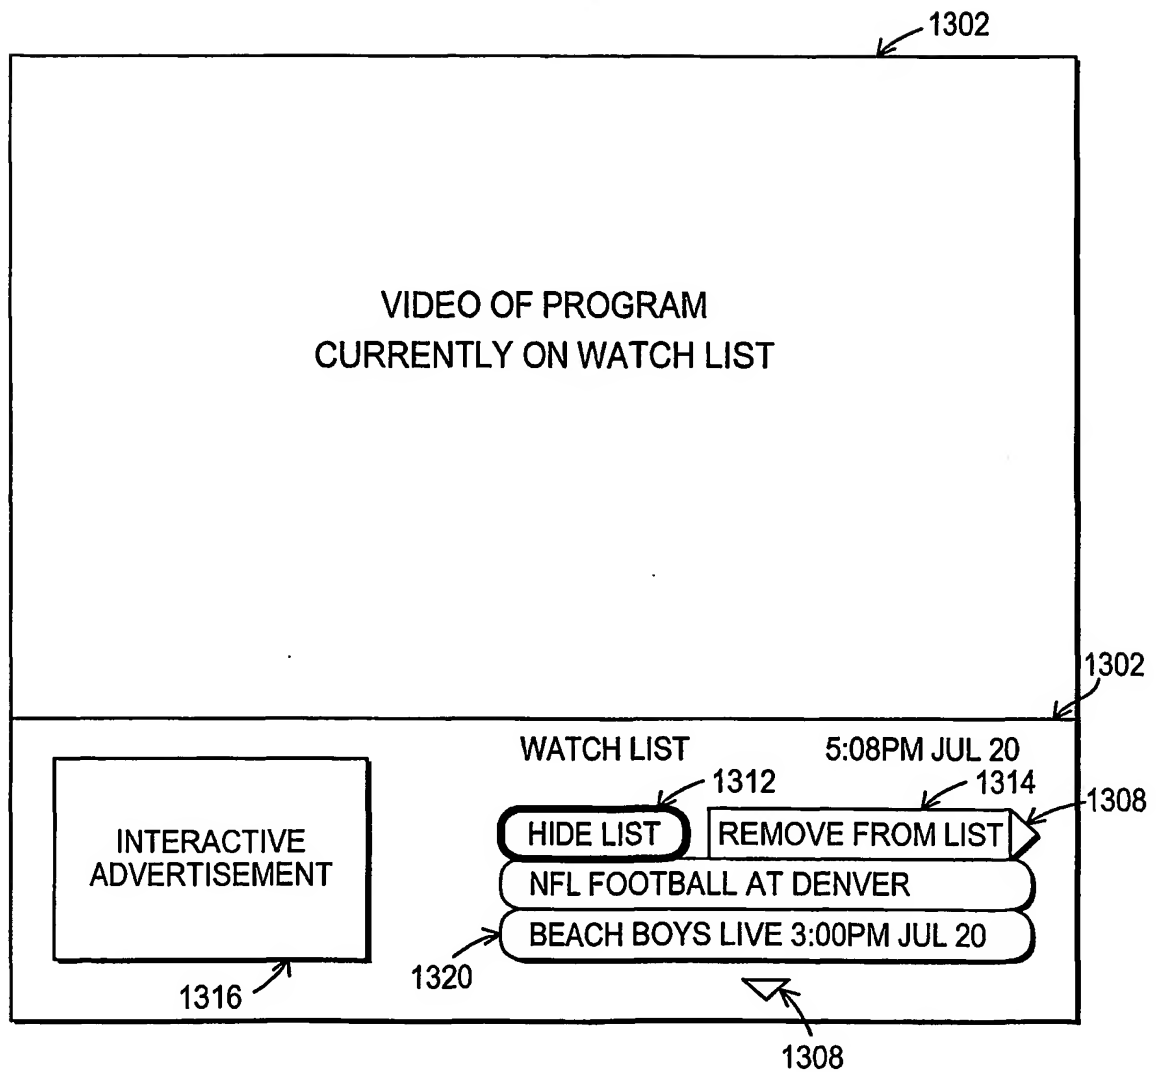 1302
VIDEO OF PROGRAM
CURRENTLY ON WATCH LIST
1302
WATCH LIST 5:08PM JUL 20
1312 1314 1308
HIDE LIST REMOVE FROM LIST
INTERACTIVE
ADVERTISEMENT
NFL FOOTBALL AT DENVER
BEACH BOYS LIVE 3:00PM JUL 20
1320
1316
1308